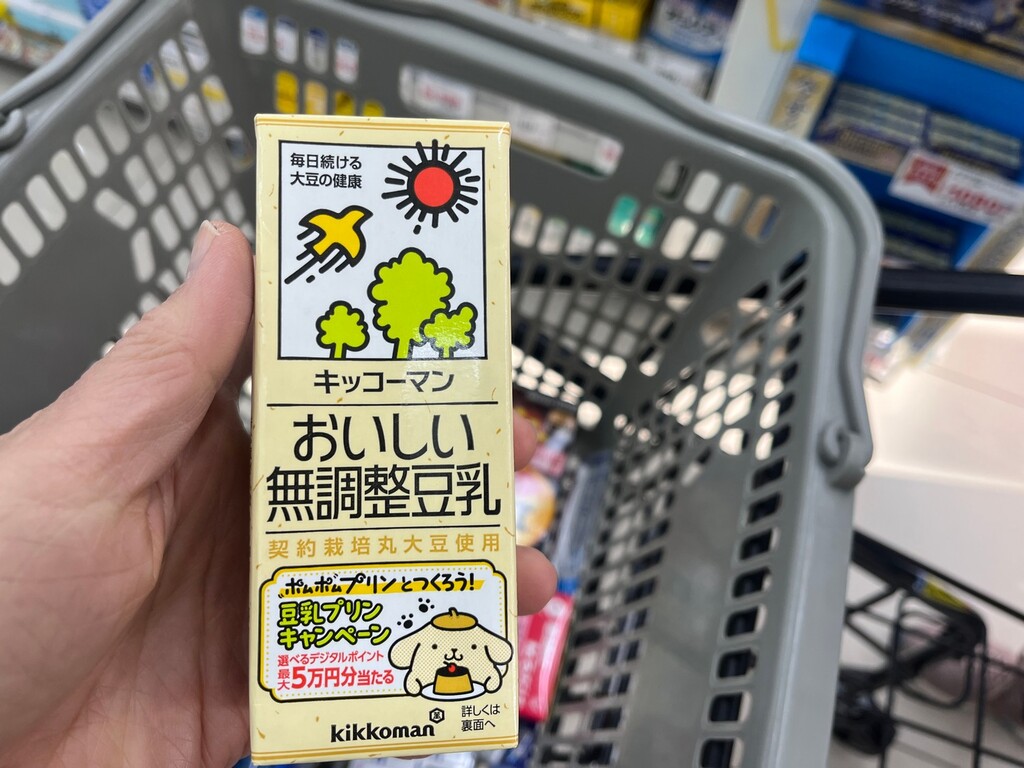 毎日続ける
大豆の健康
キッコーマン
おいしい
無調整豆乳
契約栽培丸大豆使用
ポムポムプリンとつくろう!
豆乳プリン
キャンペーン
選べるデジタルポイント
最大5万円分当たる
kikkoman
詳しくは
裏面へ